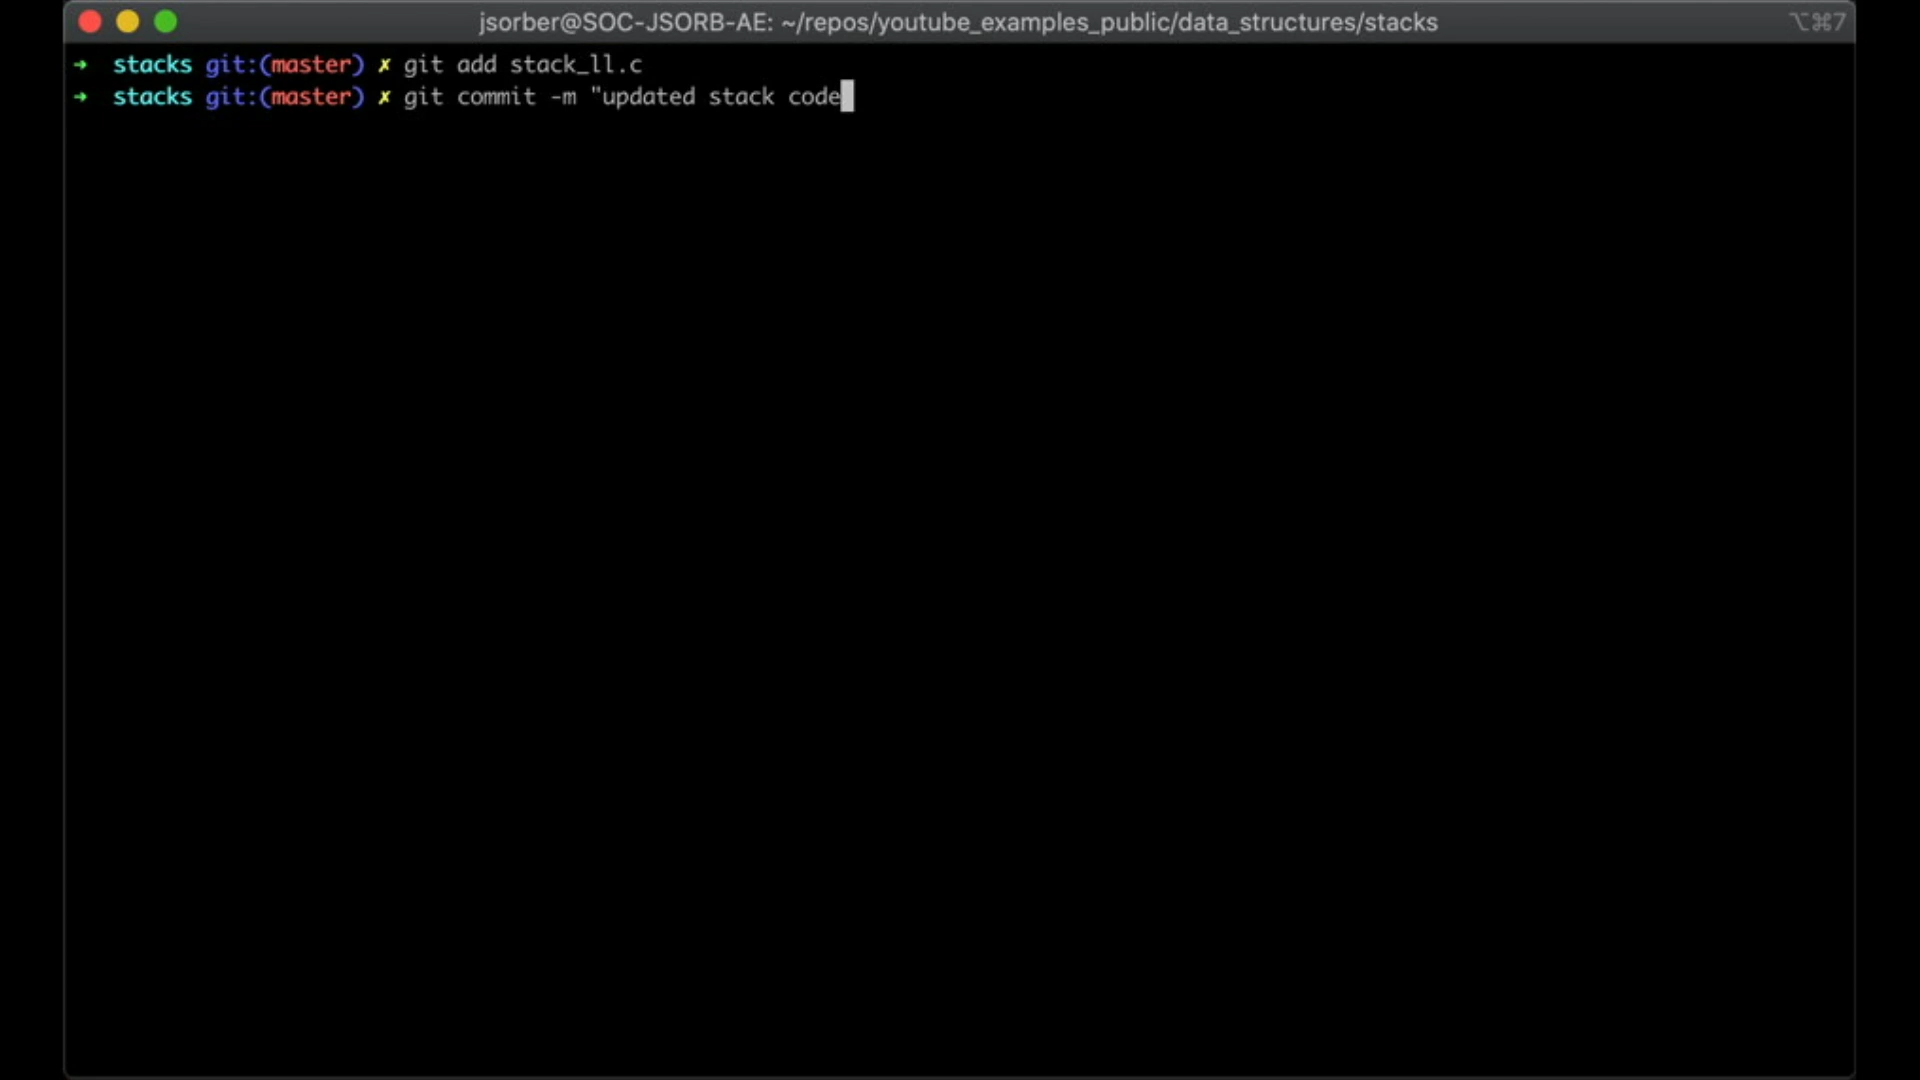 jsorber@SOC-JSORB-AE: ~/repos/youtube_examples_public/data_structures/stacks ⌥⌘7
➜ stacks git:(master) ✗ git add stack_ll.c
➜ stacks git:(master) ✗ git commit -m "updated stack code